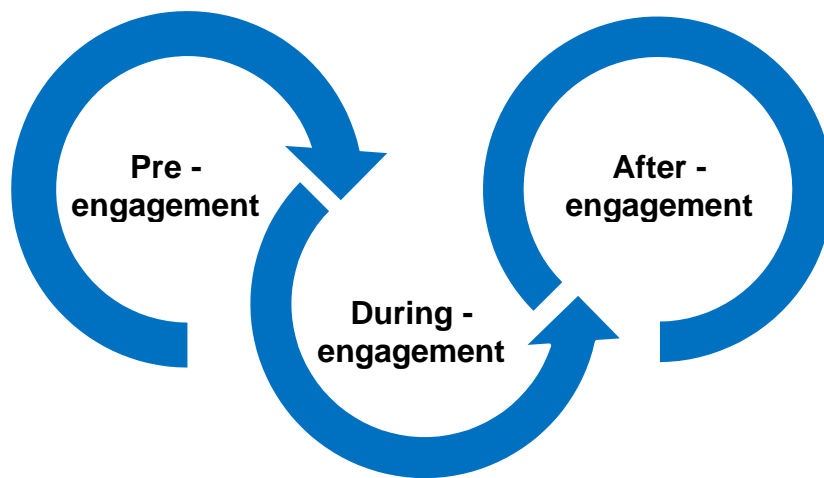 Pre -
engagement
During -
engagement
After -
engagement